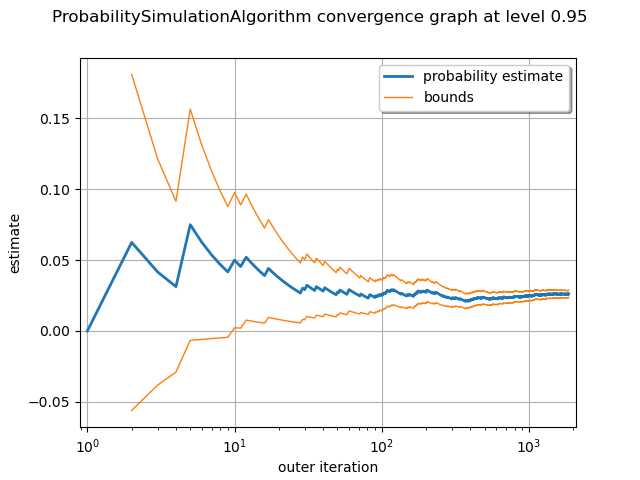 ProbabilitySimulationAlgorithm convergence graph at level 0.95
probability estimate
bounds
0.15
0.10
0.05
0.00
−0.05
estimate
10⁰ 10¹ 10² 10³
outer iteration